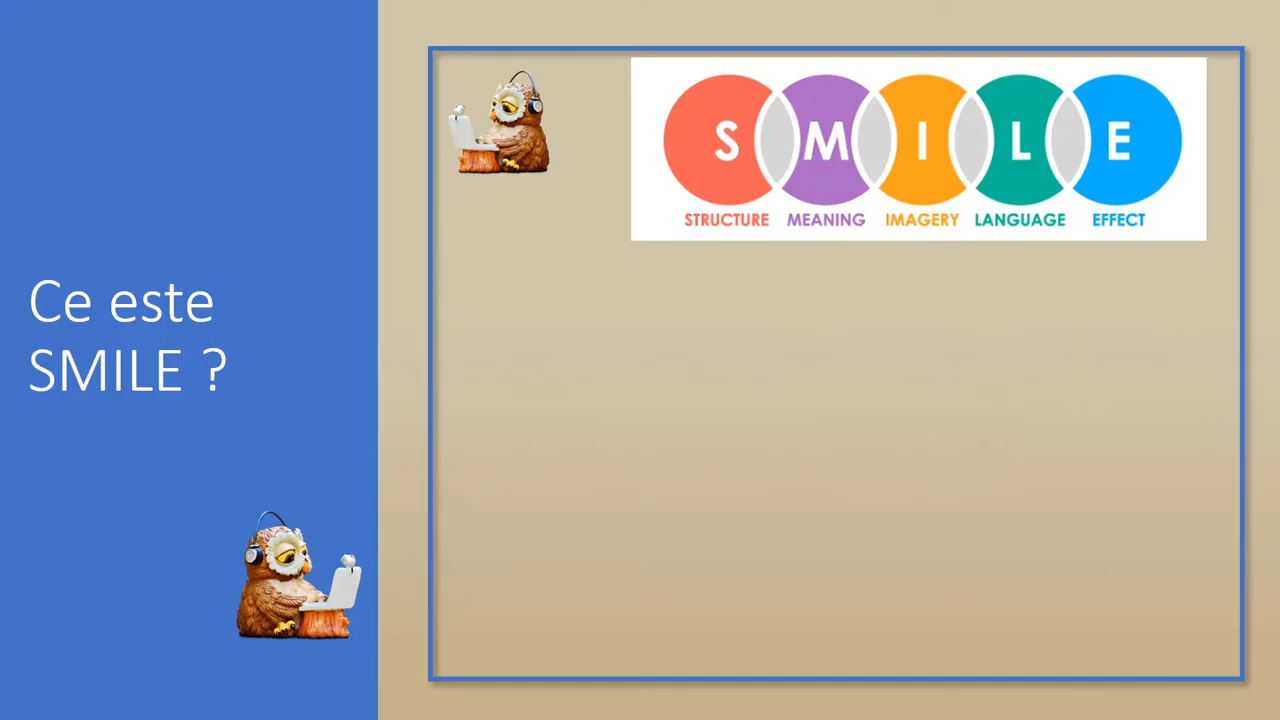 Ce este
SMILE ?
S M I L E
STRUCTURE MEANING IMAGERY LANGUAGE EFFECT